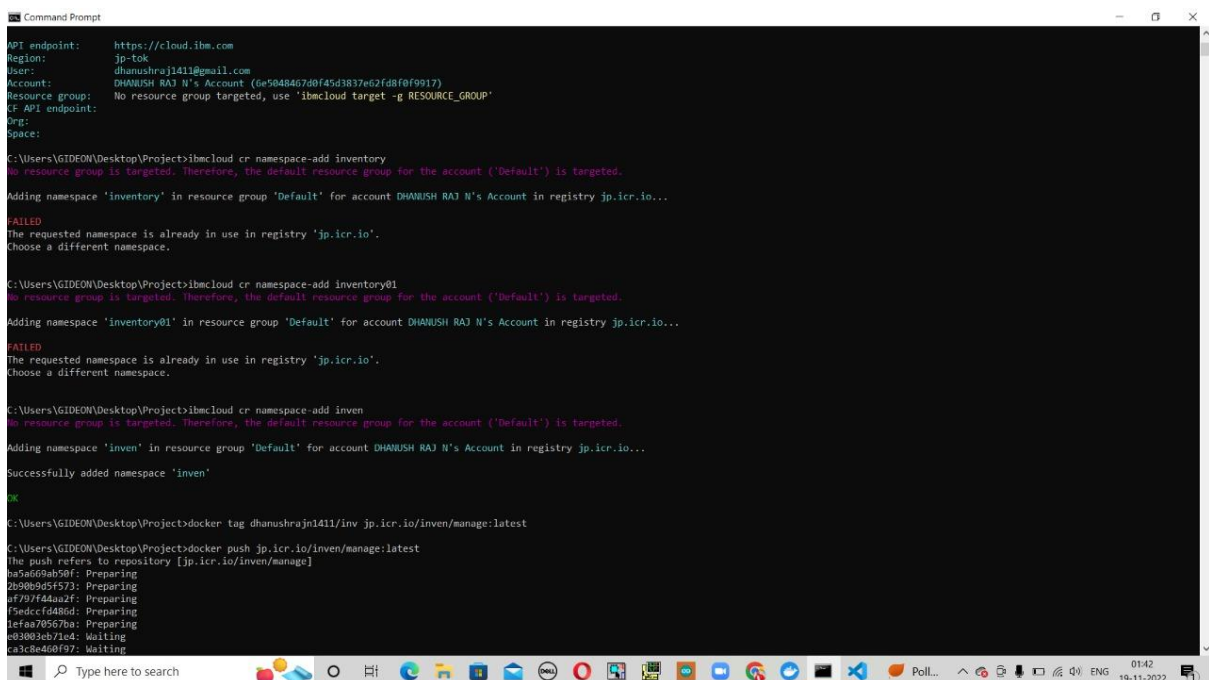 Command Prompt
API endpoint: https://cloud.ibm.com
Region: jp-tok
User: dhanushraj1411@gmail.com
Account: DHANUSH RAJ N's Account (6e5048467d0f45d3837e62fd8f0f9917)
Resource group: No resource group targeted, use 'ibmcloud target -g RESOURCE_GROUP'
CF API endpoint:
Org:
Space:
C:\Users\GIDEON\Desktop\Project>ibmcloud cr namespace-add inventory
No resource group is targeted. Therefore, the default resource group for the account ('Default') is targeted.
Adding namespace 'inventory' in resource group 'Default' for account DHANUSH RAJ N's Account in registry jp.icr.io...
FAILED
The requested namespace is already in use in registry 'jp.icr.io'.
Choose a different namespace.
C:\Users\GIDEON\Desktop\Project>ibmcloud cr namespace-add inventory01
No resource group is targeted. Therefore, the default resource group for the account ('Default') is targeted.
Adding namespace 'inventory01' in resource group 'Default' for account DHANUSH RAJ N's Account in registry jp.icr.io...
FAILED
The requested namespace is already in use in registry 'jp.icr.io'.
Choose a different namespace.
C:\Users\GIDEON\Desktop\Project>ibmcloud cr namespace-add inven
No resource group is targeted. Therefore, the default resource group for the account ('Default') is targeted.
Adding namespace 'inven' in resource group 'Default' for account DHANUSH RAJ N's Account in registry jp.icr.io...
Successfully added namespace 'inven'
OK
C:\Users\GIDEON\Desktop\Project>docker tag dhanushrajn1411/inv jp.icr.io/inven/manage:latest
C:\Users\GIDEON\Desktop\Project>docker push jp.icr.io/inven/manage:latest
The push refers to repository [jp.icr.io/inven/manage]
ba5a669ab50f: Preparing
2b90b9d5f573: Preparing
af797f44aa2f: Preparing
f5edccfd486d: Preparing
1efaa70567ba: Preparing
e03003eb71e4: Waiting
ca3c8e460f97: Waiting
Type here to search
DELL
Poll...
ENG
01:42
19-11-2022